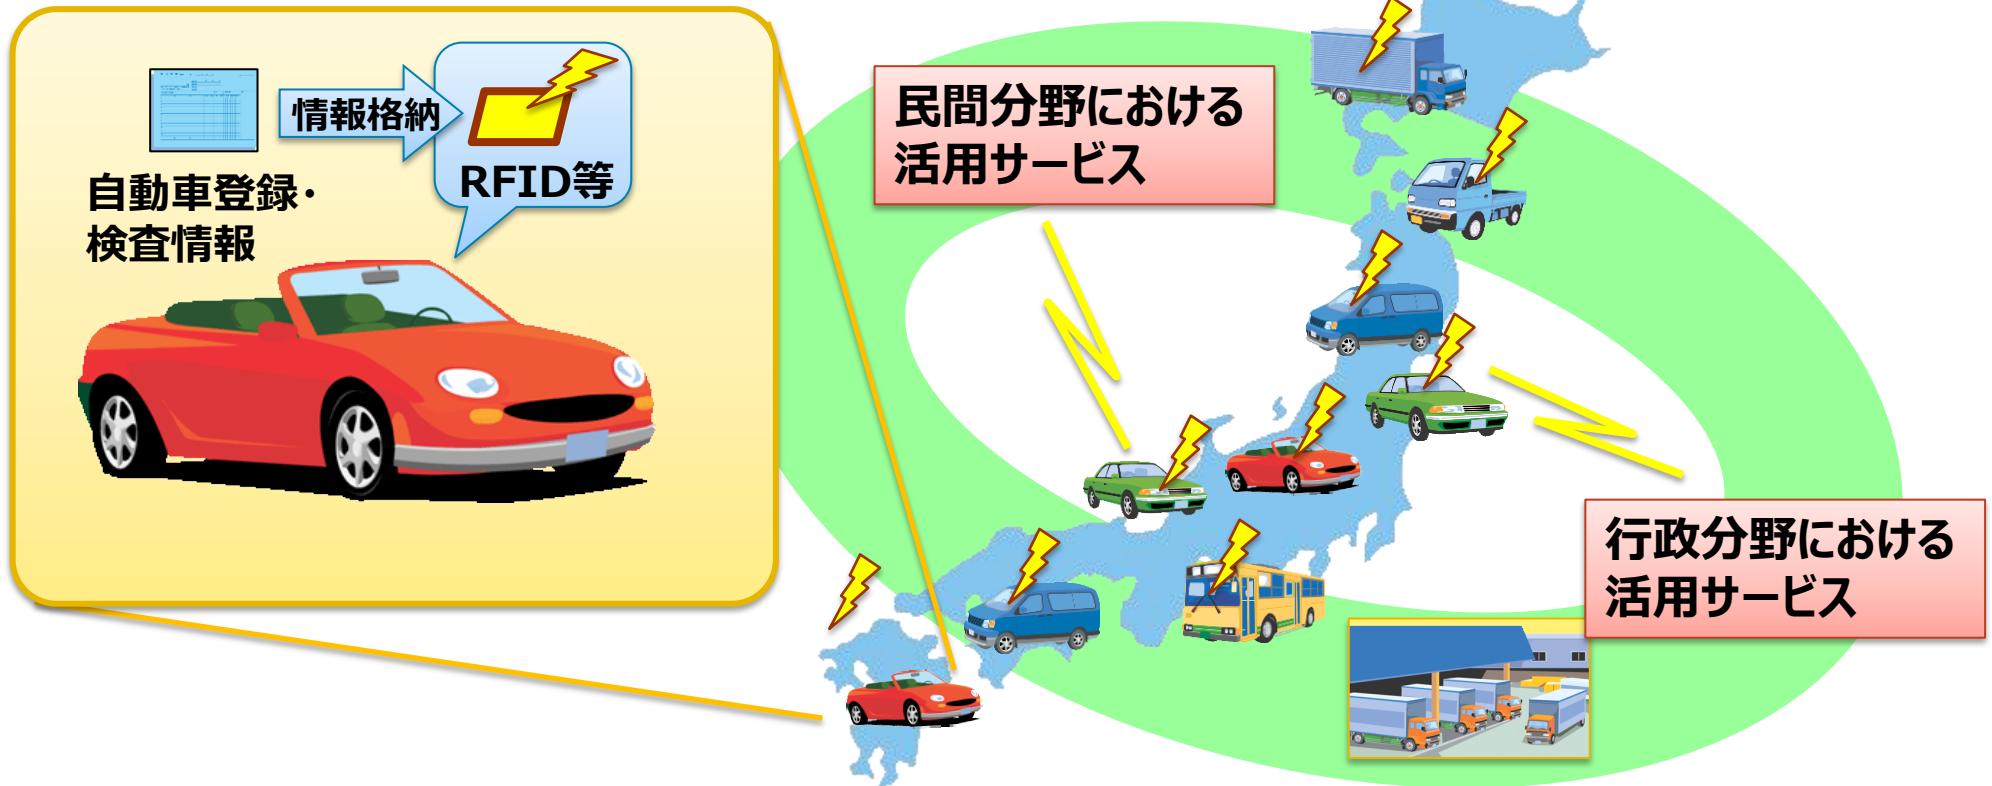 情報格納
RFID等
自動車登録・
検査情報
民間分野における
活用サービス
行政分野における
活用サービス